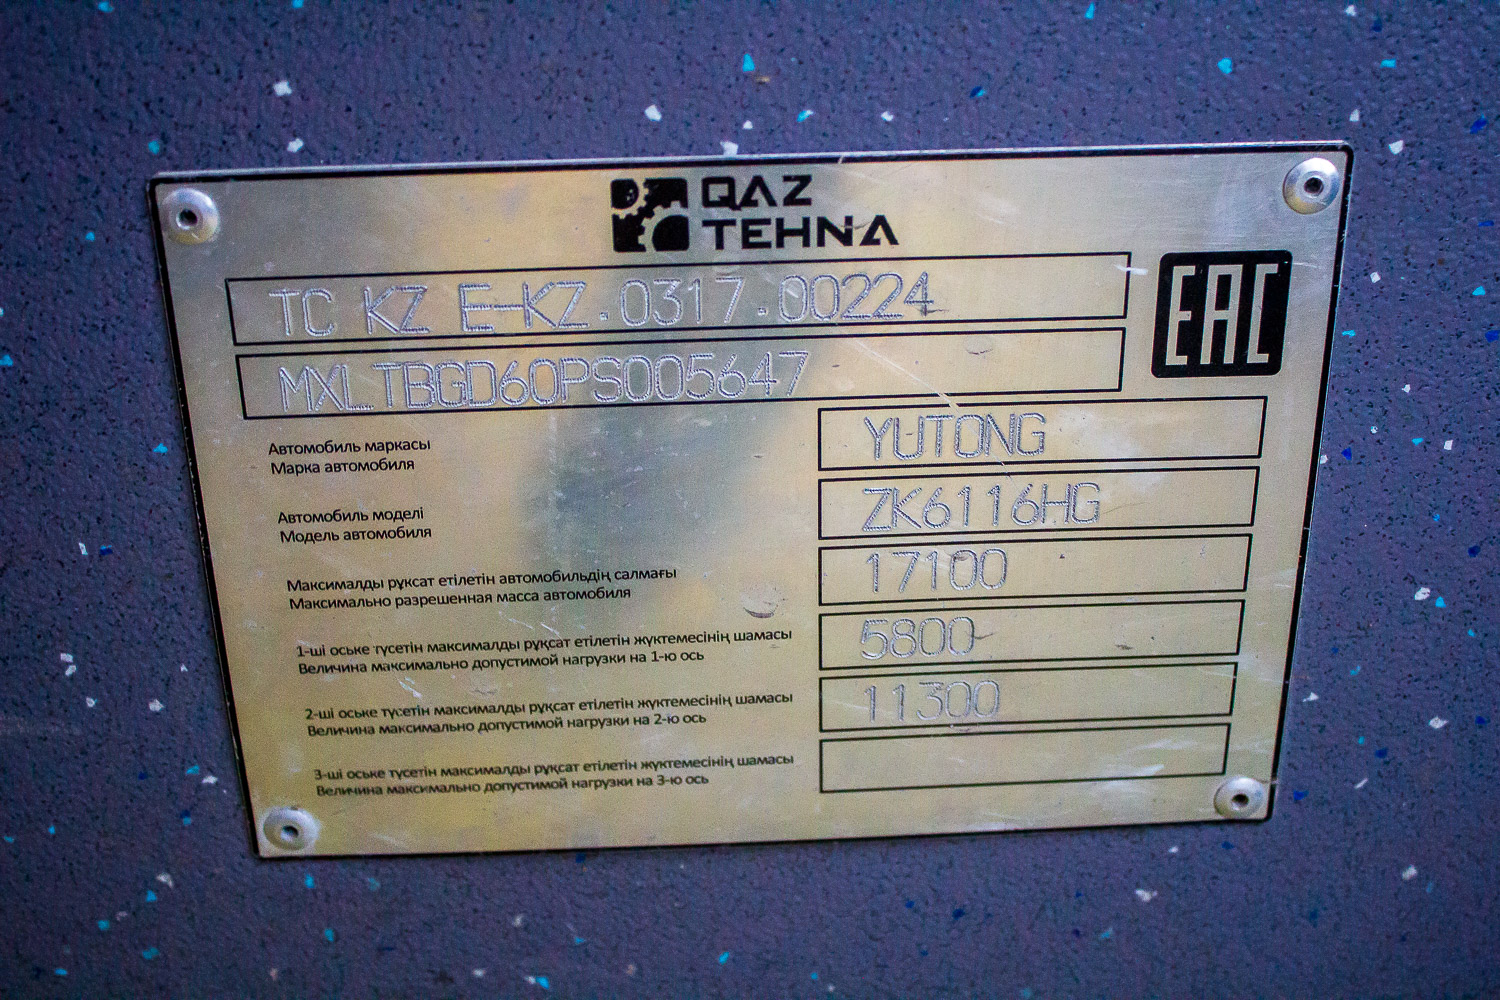 QAZ
TEHNA
TC KZ E-KZ.0317.00224
EAC
MXLTBGD60PS005647
Автомобиль маркасы
Марка автомобиля
YUTONG
Автомобиль моделі
Модель автомобиля
ZK6116HG
Максималды рұқсат етілетін автомобильдің салмағы
Максимально разрешенная масса автомобиля
17100
1-ші оське түсетін максималды рұқсат етілетін жүктемесінің шамасы
Величина максимально допустимой нагрузки на 1-ю ось
5800
2-ші оське түсетін максималды рұқсат етілетін жүктемесінің шамасы
Величина максимально допустимой нагрузки на 2-ю ось
11300
3-ші оське түсетін максималды рұқсат етілетін жүктемесінің шамасы
Величина максимально допустимой нагрузки на 3-ю ось